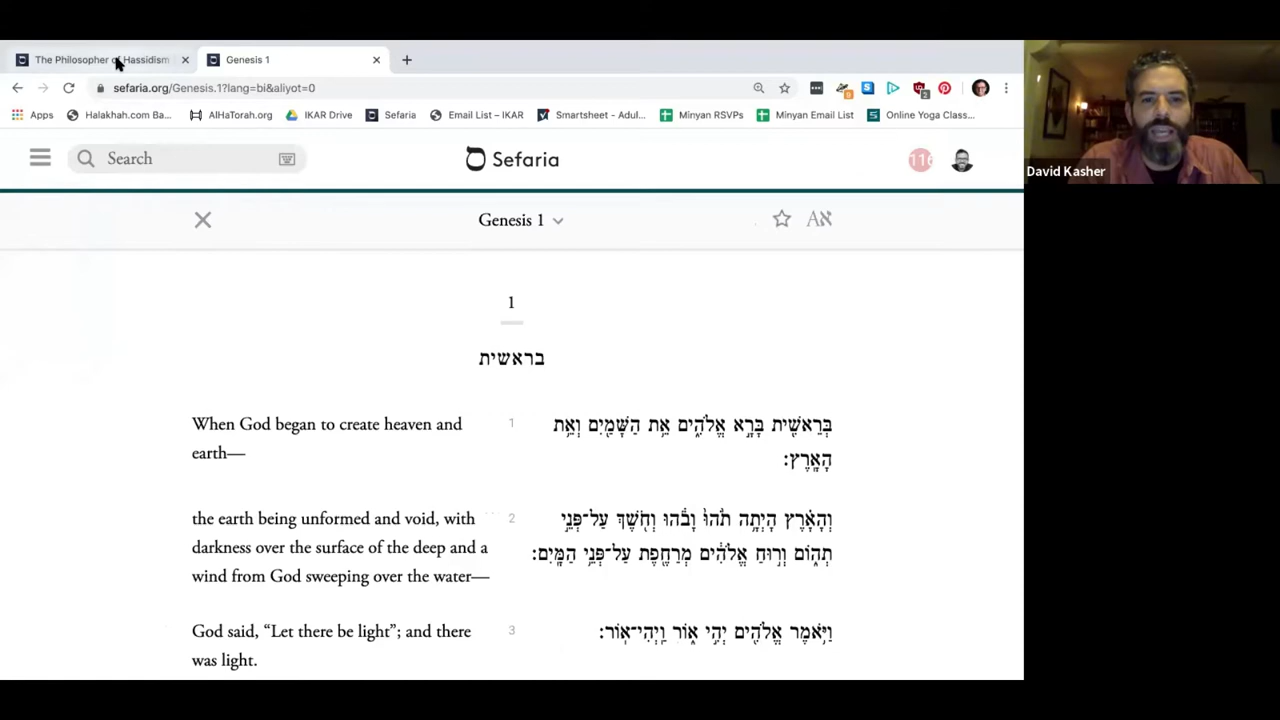 The Philosopher of Hassidism
Genesis 1
sefaria.org/Genesis.1?lang=bi&aliyot=0
Apps
Halakhah.com Ba...
AlHaTorah.org
IKAR Drive
Sefaria
Email List – IKAR
Smartsheet - Adul...
Minyan RSVPs
Minyan Email List
Online Yoga Class...
Search
Sefaria
116
David Kasher
Genesis 1
אA
1
בראשית
When God began to create heaven and
earth—
1
בְּרֵאשִׁ֖ית בָּרָ֣א אֱלֹהִ֑ים אֵ֥ת הַשָּׁמַ֖יִם וְאֵ֥ת
הָאָֽרֶץ׃
the earth being unformed and void, with
darkness over the surface of the deep and a
wind from God sweeping over the water—
2
וְהָאָ֗רֶץ הָיְתָ֥ה תֹ֙הוּ֙ וָבֹ֔הוּ וְחֹ֖שֶׁךְ עַל־פְּנֵ֣י
תְה֑וֹם וְר֣וּחַ אֱלֹהִ֔ים מְרַחֶ֖פֶת עַל־פְּנֵ֥י הַמָּֽיִם׃
God said, “Let there be light”; and there
was light.
3
וַיֹּ֥אמֶר אֱלֹהִ֖ים יְהִ֣י א֑וֹר וַֽיְהִי־אֽוֹר׃